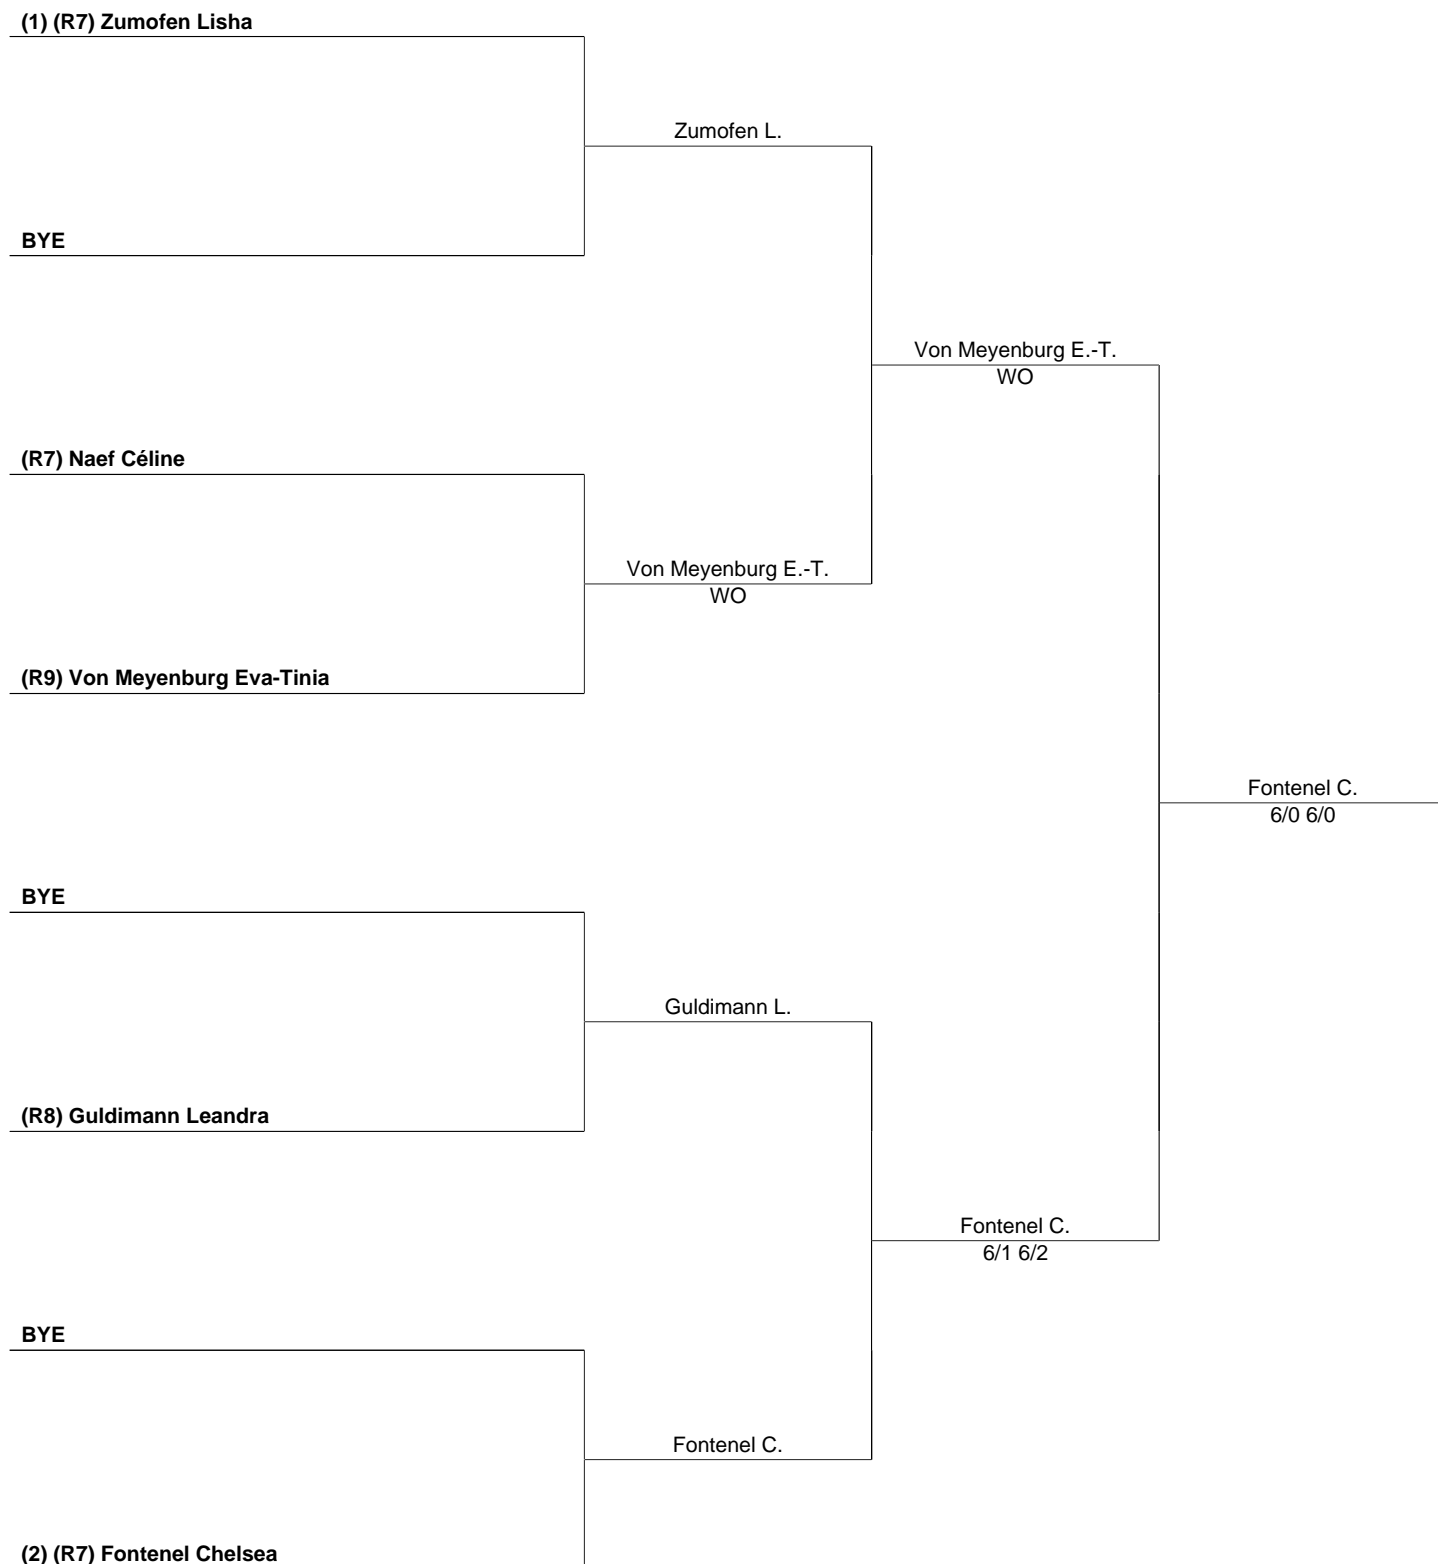 (1) (R7) Zumofen Lisha
Zumofen L.
BYE
Von Meyenburg E.-T.
WO
(R7) Naef Céline
Von Meyenburg E.-T.
WO
(R9) Von Meyenburg Eva-Tinia
Fontenel C.
6/0 6/0
BYE
Guldimann L.
(R8) Guldimann Leandra
Fontenel C.
6/1 6/2
BYE
Fontenel C.
(2) (R7) Fontenel Chelsea